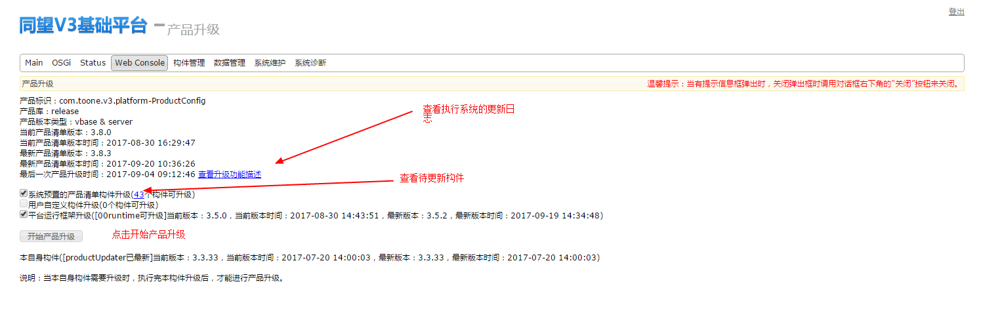 登出
同望V3基础平台 -产品升级
Main OSGi Status Web Console 构件管理 数据管理 系统维护 系统诊断
产品升级 温馨提示：当有提示信息框弹出时，关闭弹出框时请用对话框右下角的“关闭”按钮来关闭。
产品标识：com.toone.v3.platform-ProductConfig
产品库：release
产品版本类型：vbase & server
当前产品清单版本：3.8.0
当前产品清单版本时间：2017-08-30 16:29:47
最新产品清单版本：3.8.3
最新产品清单版本时间：2017-09-20 10:36:26
最后一次产品升级时间：2017-09-04 09:12:46 查看升级功能描述
查看执行系统的更新日
志
查看待更新构件
系统预置的产品清单构件升级(43个构件可升级)
用户自定义构件升级(0个构件可升级)
平台运行框架升级([00runtime可升级]当前版本：3.5.0，当前版本时间：2017-08-30 14:43:51，最新版本：3.5.2，最新版本时间：2017-09-19 14:34:48)
开始产品升级 点击开始产品升级
本自身构件([productUpdater已最新]当前版本：3.3.33，当前版本时间：2017-07-20 14:00:03，最新版本：3.3.33，最新版本时间：2017-07-20 14:00:03)
说明：当本自身构件需要升级时，执行完本构件升级后，才能进行产品升级。